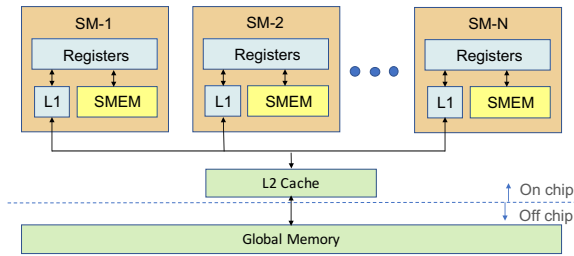 SM-1
SM-2
SM-N
Registers
Registers
Registers
L1
SMEM
L1
SMEM
L1
SMEM
L2 Cache
On chip
Off chip
Global Memory